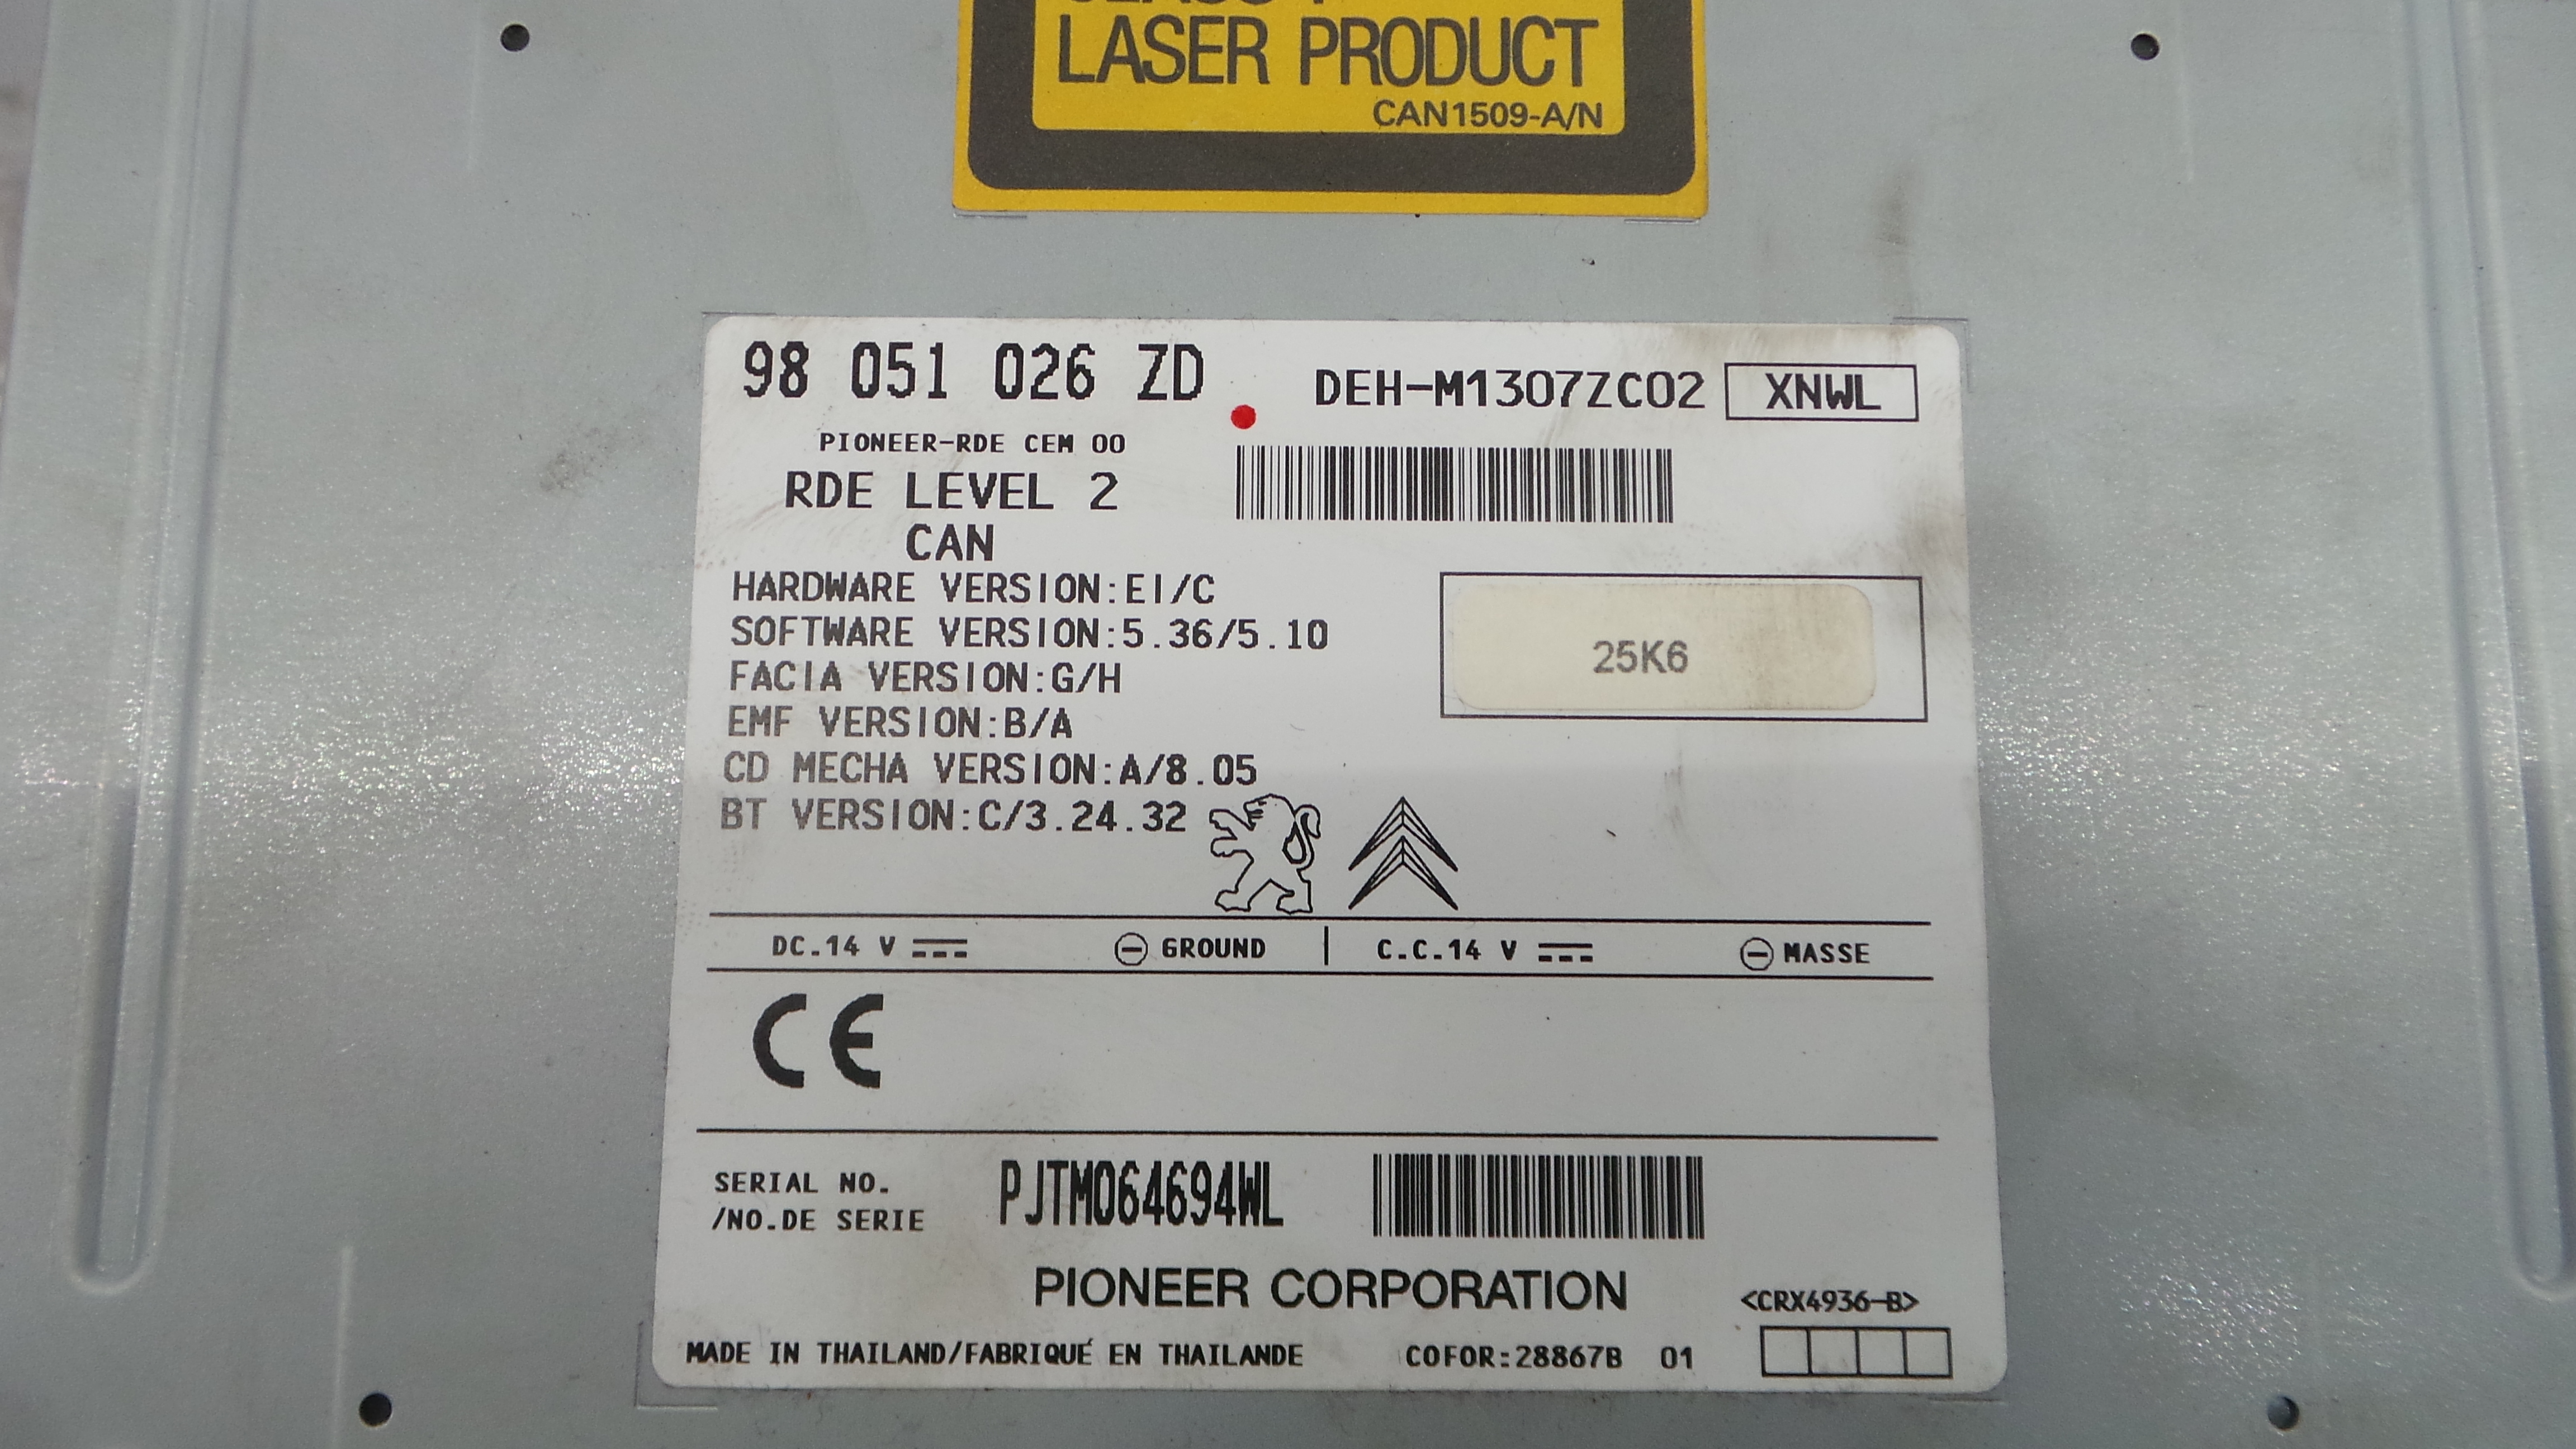 CLASS 1
LASER PRODUCT
CAN1509-A/N
98 051 026 ZD
DEH-M1307ZC02 XNWL
PIONEER-RDE CEM 00
RDE LEVEL 2
CAN
HARDWARE VERSION:EI/C
SOFTWARE VERSION:5.36/5.10
25K6
FACIA VERSION:G/H
EMF VERSION:B/A
CD MECHA VERSION:A/8.05
BT VERSION:C/3.24.32
DC.14 V ⊖ GROUND | C.C.14 V ⊖ MASSE
CE
SERIAL NO.
/NO.DE SERIE
PJTM064694WL
PIONEER CORPORATION
<CRX4936-B>
MADE IN THAILAND/FABRIQUÉ EN THAILANDE COFOR:28867B 01